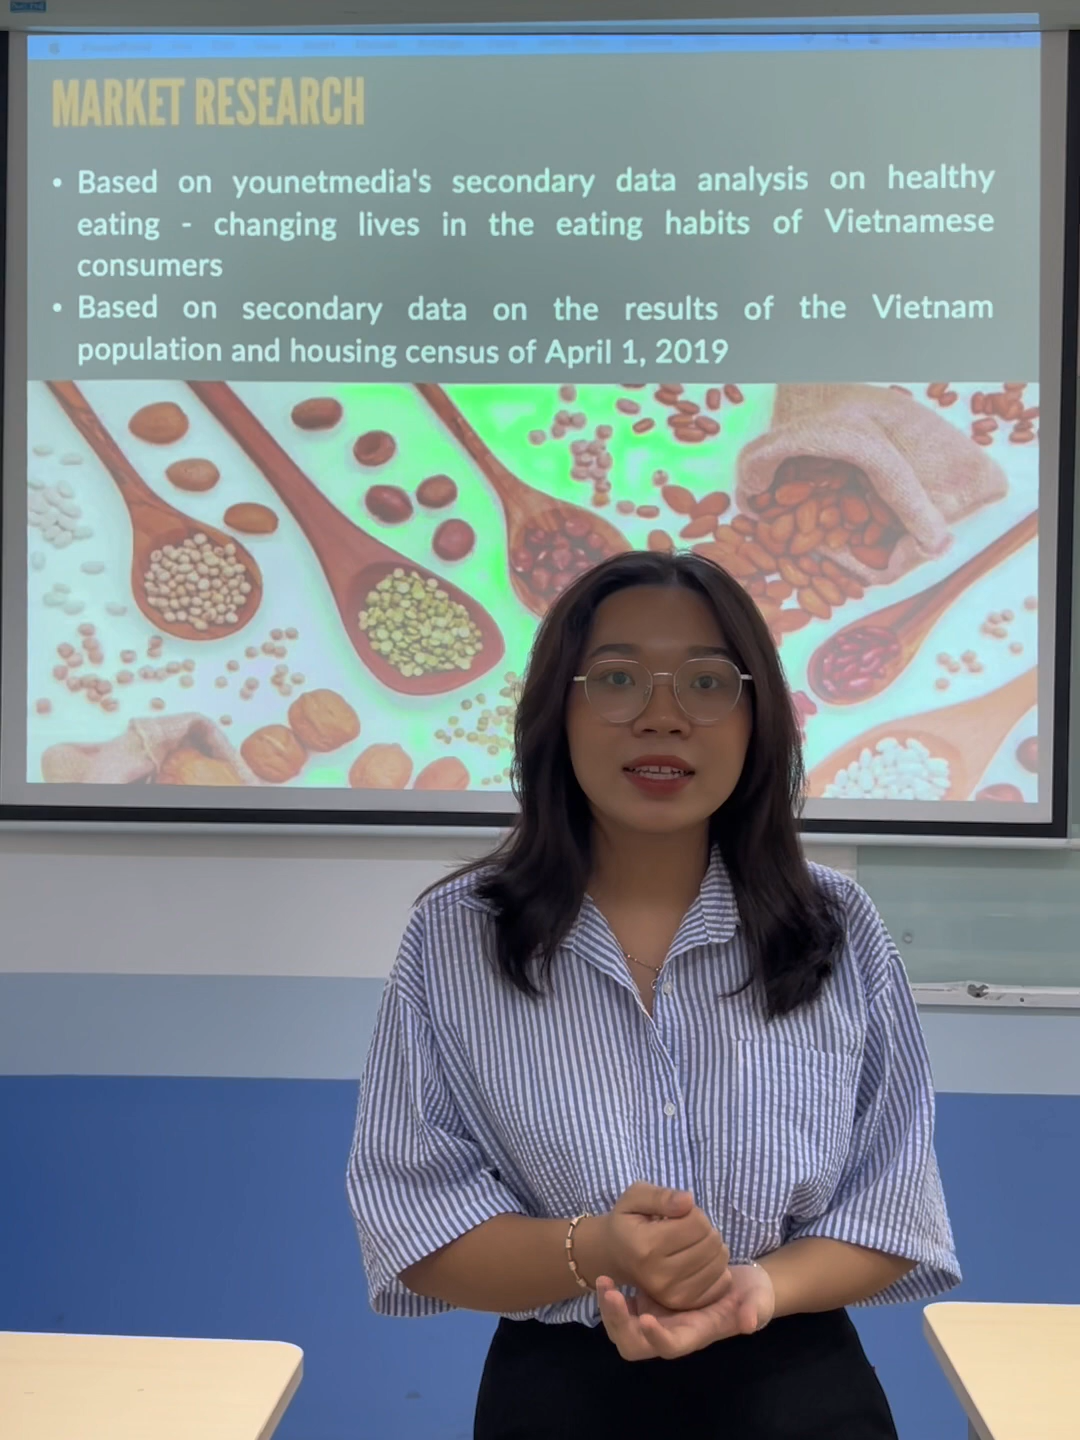 MARKET RESEARCH
• Based on younetmedia's secondary data analysis on healthy
eating - changing lives in the eating habits of Vietnamese
consumers
• Based on secondary data on the results of the Vietnam
population and housing census of April 1, 2019